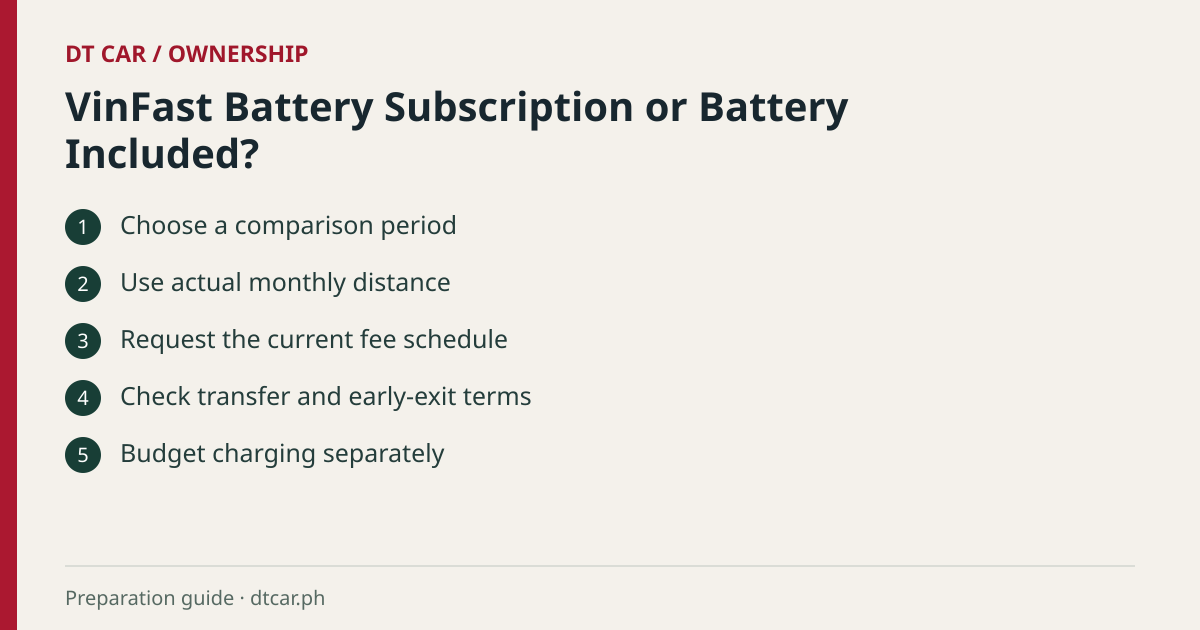 DT CAR / OWNERSHIP
VinFast Battery Subscription or Battery
Included?
1 Choose a comparison period
2 Use actual monthly distance
3 Request the current fee schedule
4 Check transfer and early-exit terms
5 Budget charging separately
Preparation guide · dtcar.ph